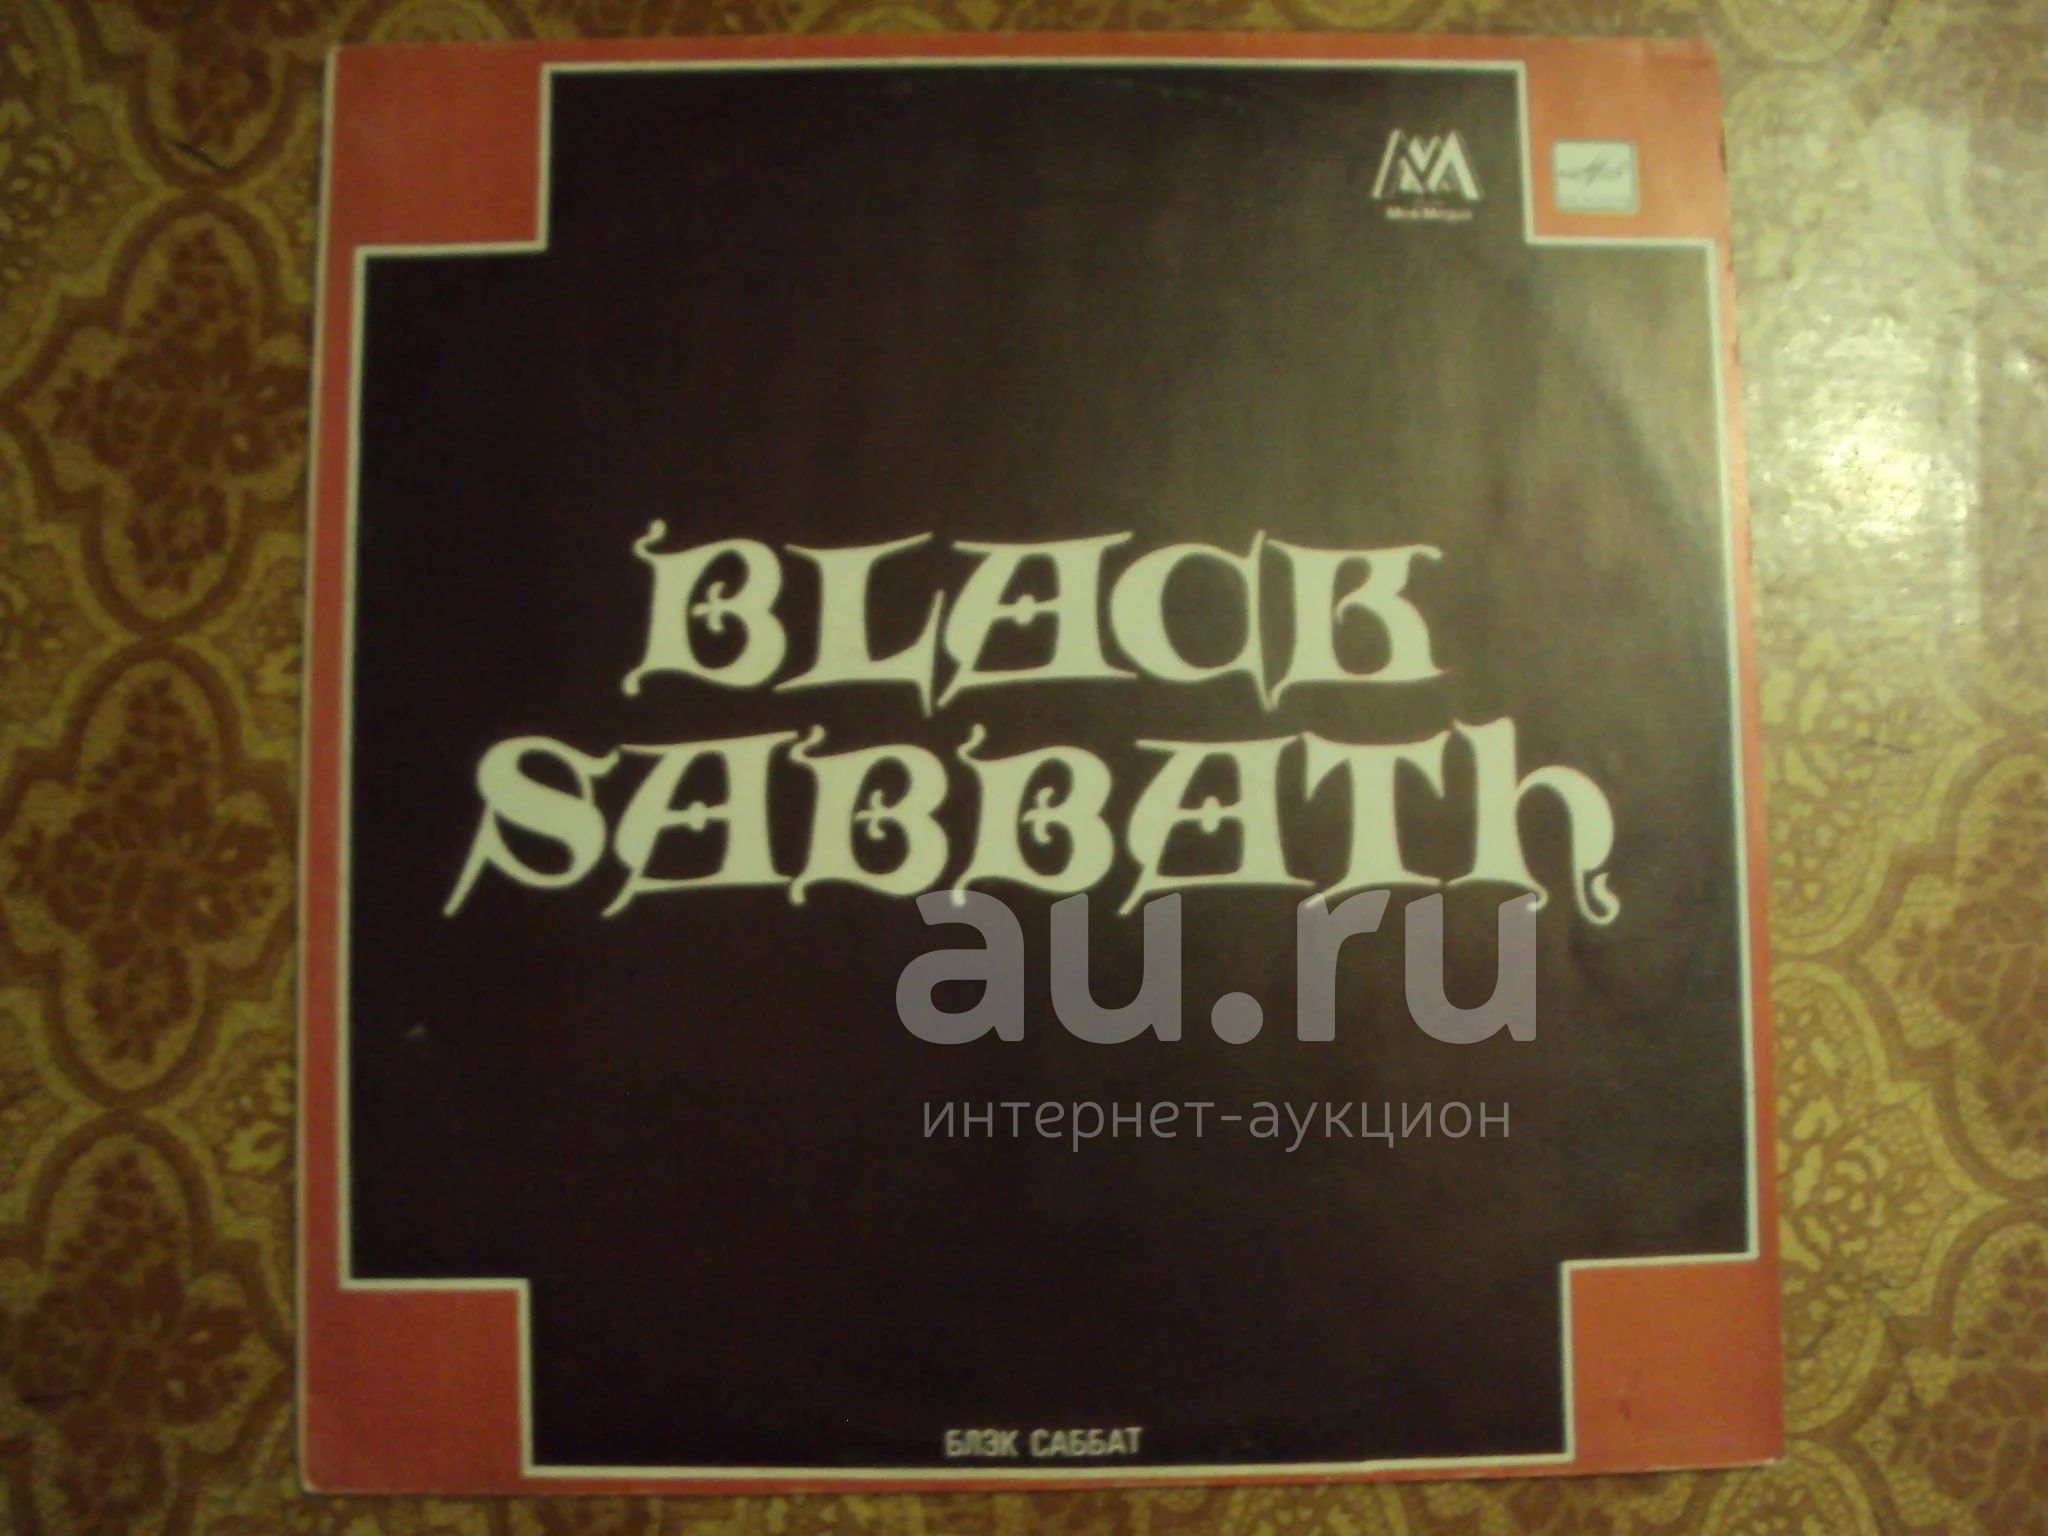 BLACK
SABBATH
au.ru
интернет-аукцион
БЛЭК САББАТ